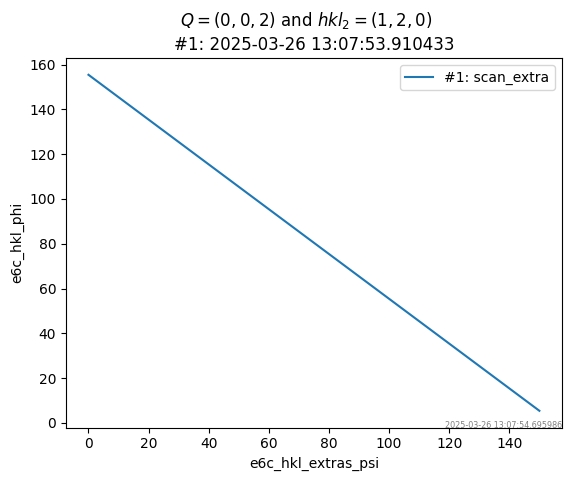 Q = (0, 0, 2) and hkl₂ = (1, 2, 0)
#1: 2025-03-26 13:07:53.910433
#1: scan_extra
e6c_hkl_phi
160
140
120
100
80
60
40
20
0
2025-03-26 13:07:54.695986
0 20 40 60 80 100 120 140
e6c_hkl_extras_psi